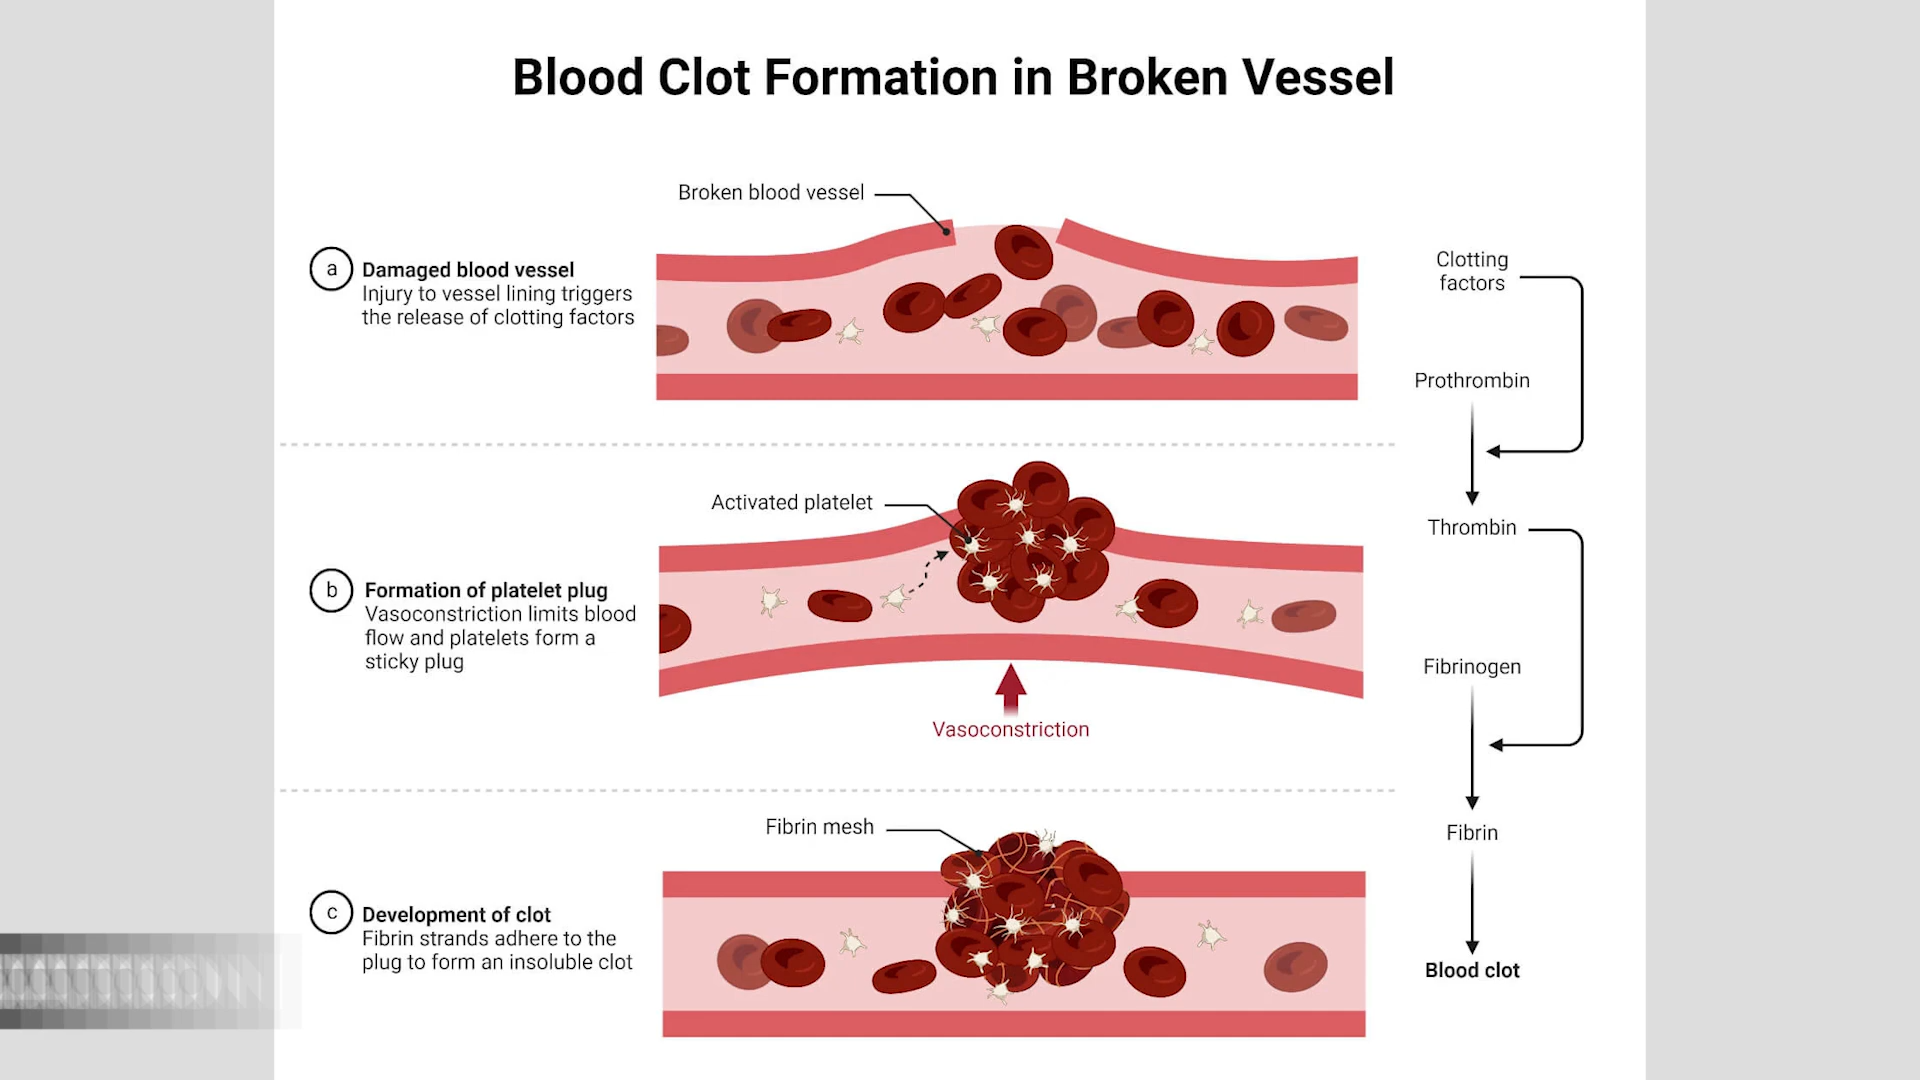 Blood Clot Formation in Broken Vessel
Broken blood vessel
a
Damaged blood vessel
Injury to vessel lining triggers
the release of clotting factors
Clotting
factors
Prothrombin
Activated platelet
Thrombin
b
Formation of platelet plug
Vasoconstriction limits blood
flow and platelets form a
sticky plug
Fibrinogen
Vasoconstriction
Fibrin mesh
Fibrin
c
Development of clot
Fibrin strands adhere to the
plug to form an insoluble clot
Blood clot